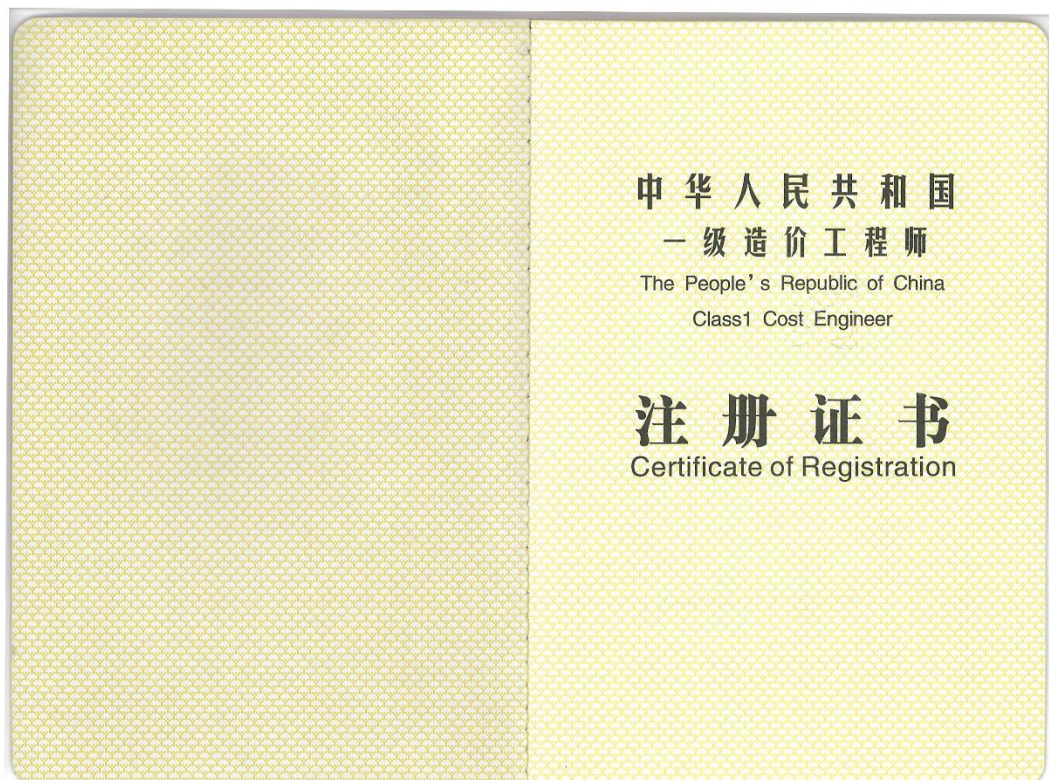 中华人民共和国
一级造价工程师
The People's Republic of China
Class1 Cost Engineer
注册证书
Certificate of Registration